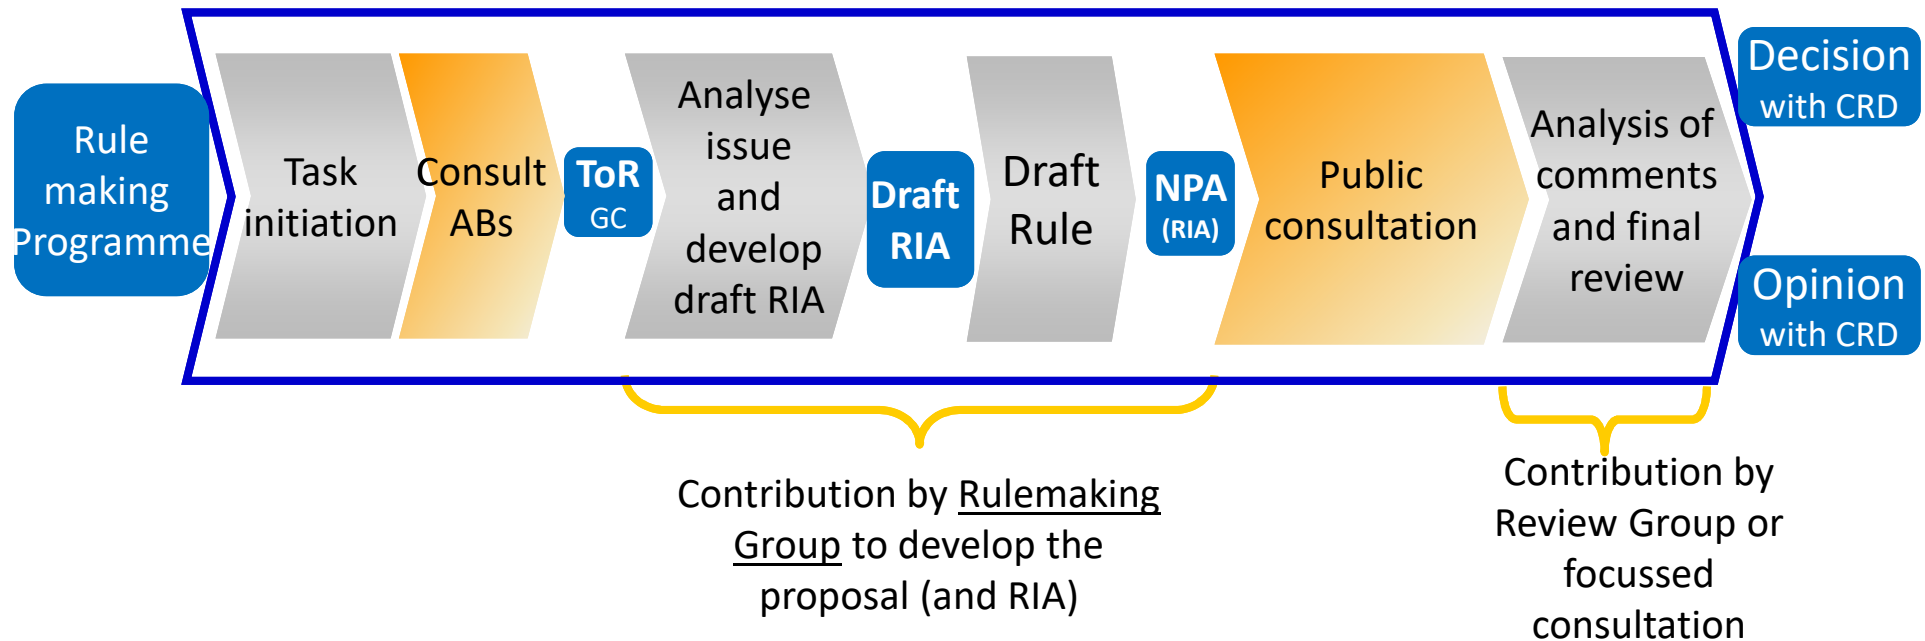 Rule
making
Programme
Task
initiation
Consult
ABs
ToR
GC
Analyse
issue
and
develop
draft RIA
Draft
RIA
Draft
Rule
NPA
(RIA)
Public
consultation
Analysis of
comments
and final
review
Decision
with CRD
Opinion
with CRD
Contribution by Rulemaking
Group to develop the
proposal (and RIA)
Contribution by
Review Group or
focussed
consultation